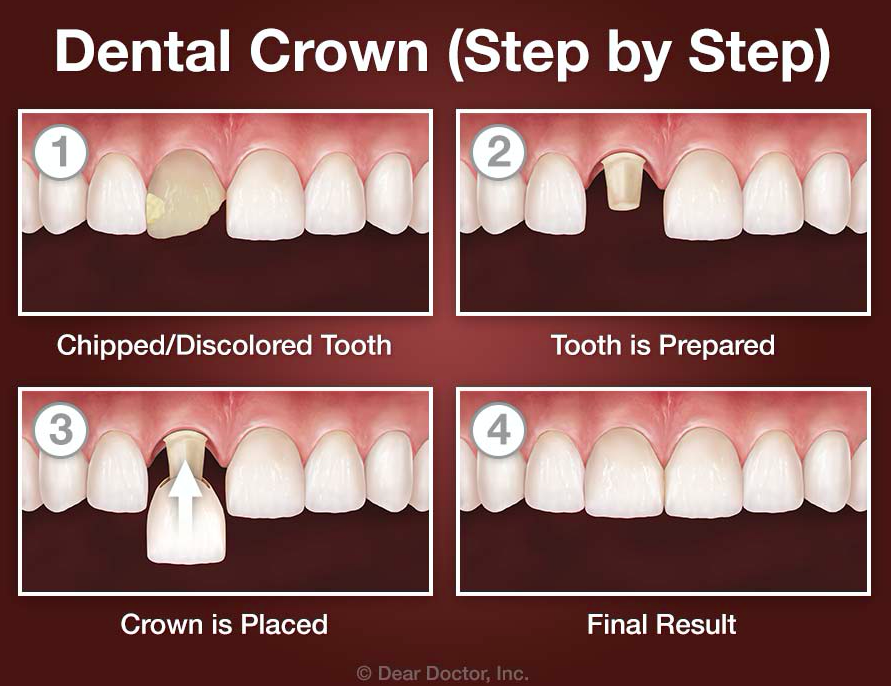 Dental Crown (Step by Step)
1
2
Chipped/Discolored Tooth
Tooth is Prepared
3
4
Crown is Placed
Final Result
© Dear Doctor, Inc.